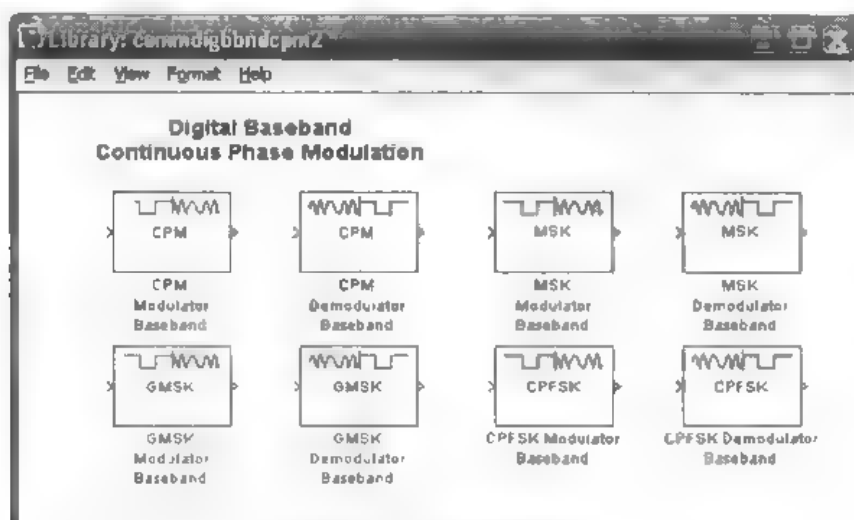 Library: commdigbbndcpm2
File Edit View Format Help
Digital Baseband
Continuous Phase Modulation
CPM
CPM
MSK
MSK
CPM
Modulator
Baseband
CPM
Demodulator
Baseband
MSK
Modulator
Baseband
MSK
Demodulator
Baseband
GMSK
GMSK
CPFSK
CPFSK
GMSK
Modulator
Baseband
GMSK
Demodulator
Baseband
CPFSK Modulator
Baseband
CPFSK Demodulator
Baseband